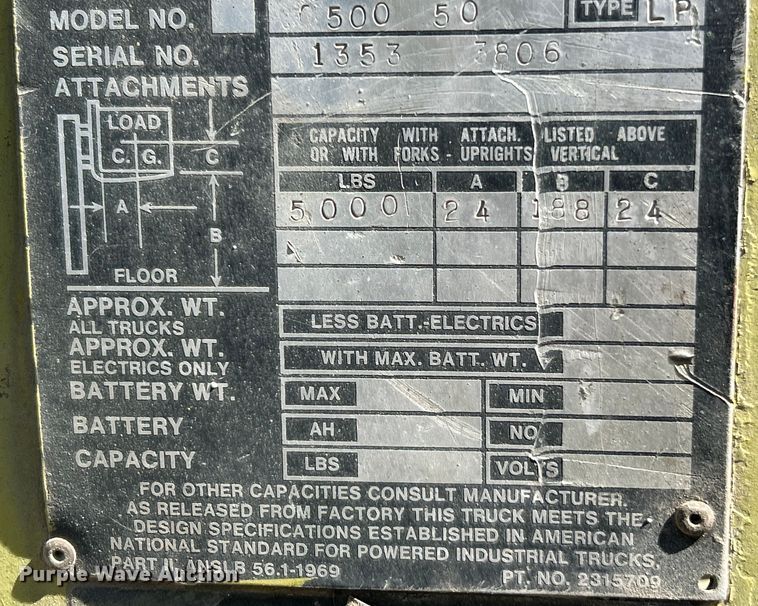 MODEL NO. 500 50 TYPE LP
SERIAL NO. 1353 3806
ATTACHMENTS
LOAD
C. G. C
A
B
FLOOR
CAPACITY WITH ATTACH. LISTED ABOVE
OR WITH FORKS - UPRIGHTS VERTICAL
LBS A B C
5000 24 188 24
APPROX. WT.
ALL TRUCKS
LESS BATT.-ELECTRICS
APPROX. WT.
ELECTRICS ONLY
WITH MAX. BATT. WT.
BATTERY WT. MAX MIN
BATTERY AH NO.
CAPACITY LBS VOLTS
FOR OTHER CAPACITIES CONSULT MANUFACTURER.
AS RELEASED FROM FACTORY THIS TRUCK MEETS THE
DESIGN SPECIFICATIONS ESTABLISHED IN AMERICAN
NATIONAL STANDARD FOR POWERED INDUSTRIAL TRUCKS,
PART II, ANSI B 56.1-1969 PT. NO. 2315709
Purple Wave Auction